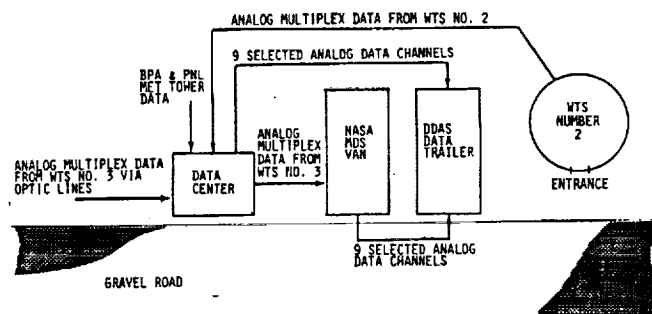 ANALOG MULTIPLEX DATA FROM WTS NO. 2
9 SELECTED ANALOG DATA CHANNELS
BPA & PNL
MET TOWER
DATA
ANALOG MULTIPLEX DATA
FROM WTS NO. 3 VIA
OPTIC LINES
DATA
CENTER
ANALOG
MULTIPLEX
DATA FROM
WTS NO. 3
NASA
MDS
VAN
DDAS
DATA
TRAILER
WTS
NUMBER
2
ENTRANCE
9 SELECTED ANALOG
DATA CHANNELS
GRAVEL ROAD